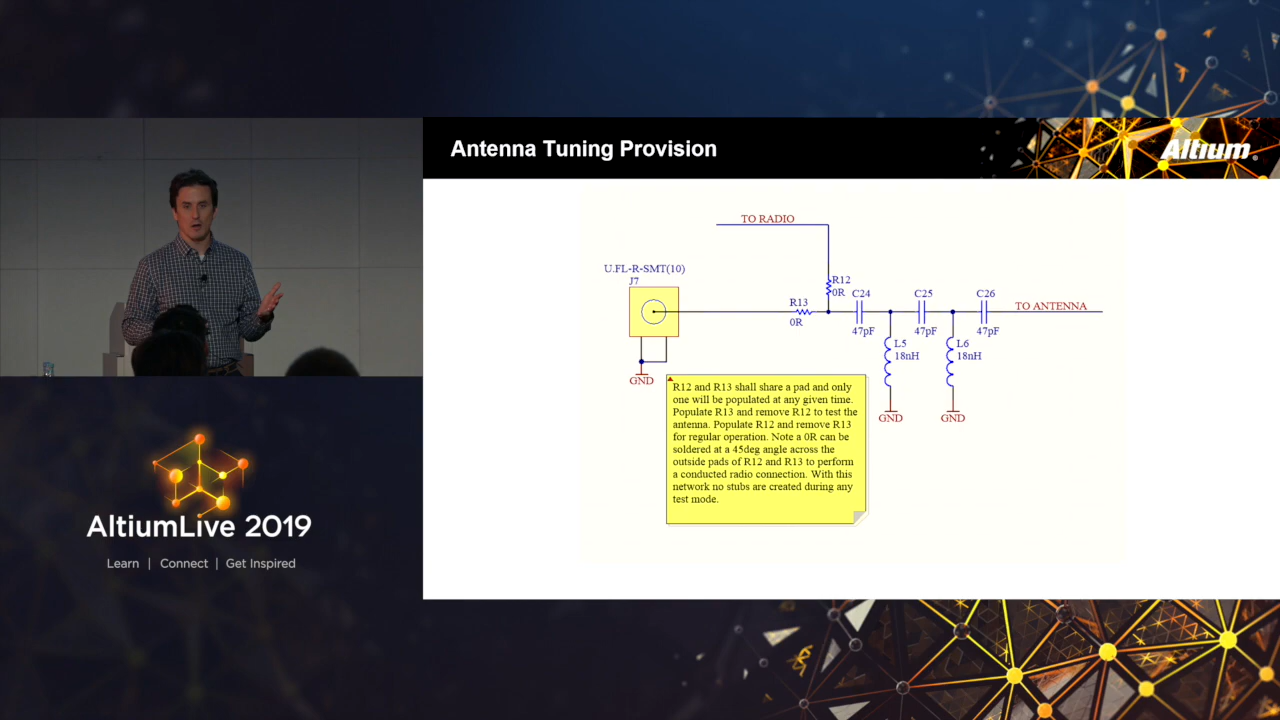 Antenna Tuning Provision
Altium
TO RADIO
U.FL-R-SMT(10)
J7
R12
0R
R13
0R
C24
47pF
C25
47pF
C26
47pF
TO ANTENNA
L5
18nH
L6
18nH
GND
GND
GND
R12 and R13 shall share a pad and only
one will be populated at any given time.
Populate R13 and remove R12 to test the
antenna. Populate R12 and remove R13
for regular operation. Note a 0R can be
soldered at a 45deg angle across the
outside pads of R12 and R13 to perform
a conducted radio connection. With this
network no stubs are created during any
test mode.
AltiumLive 2019
Learn | Connect | Get Inspired